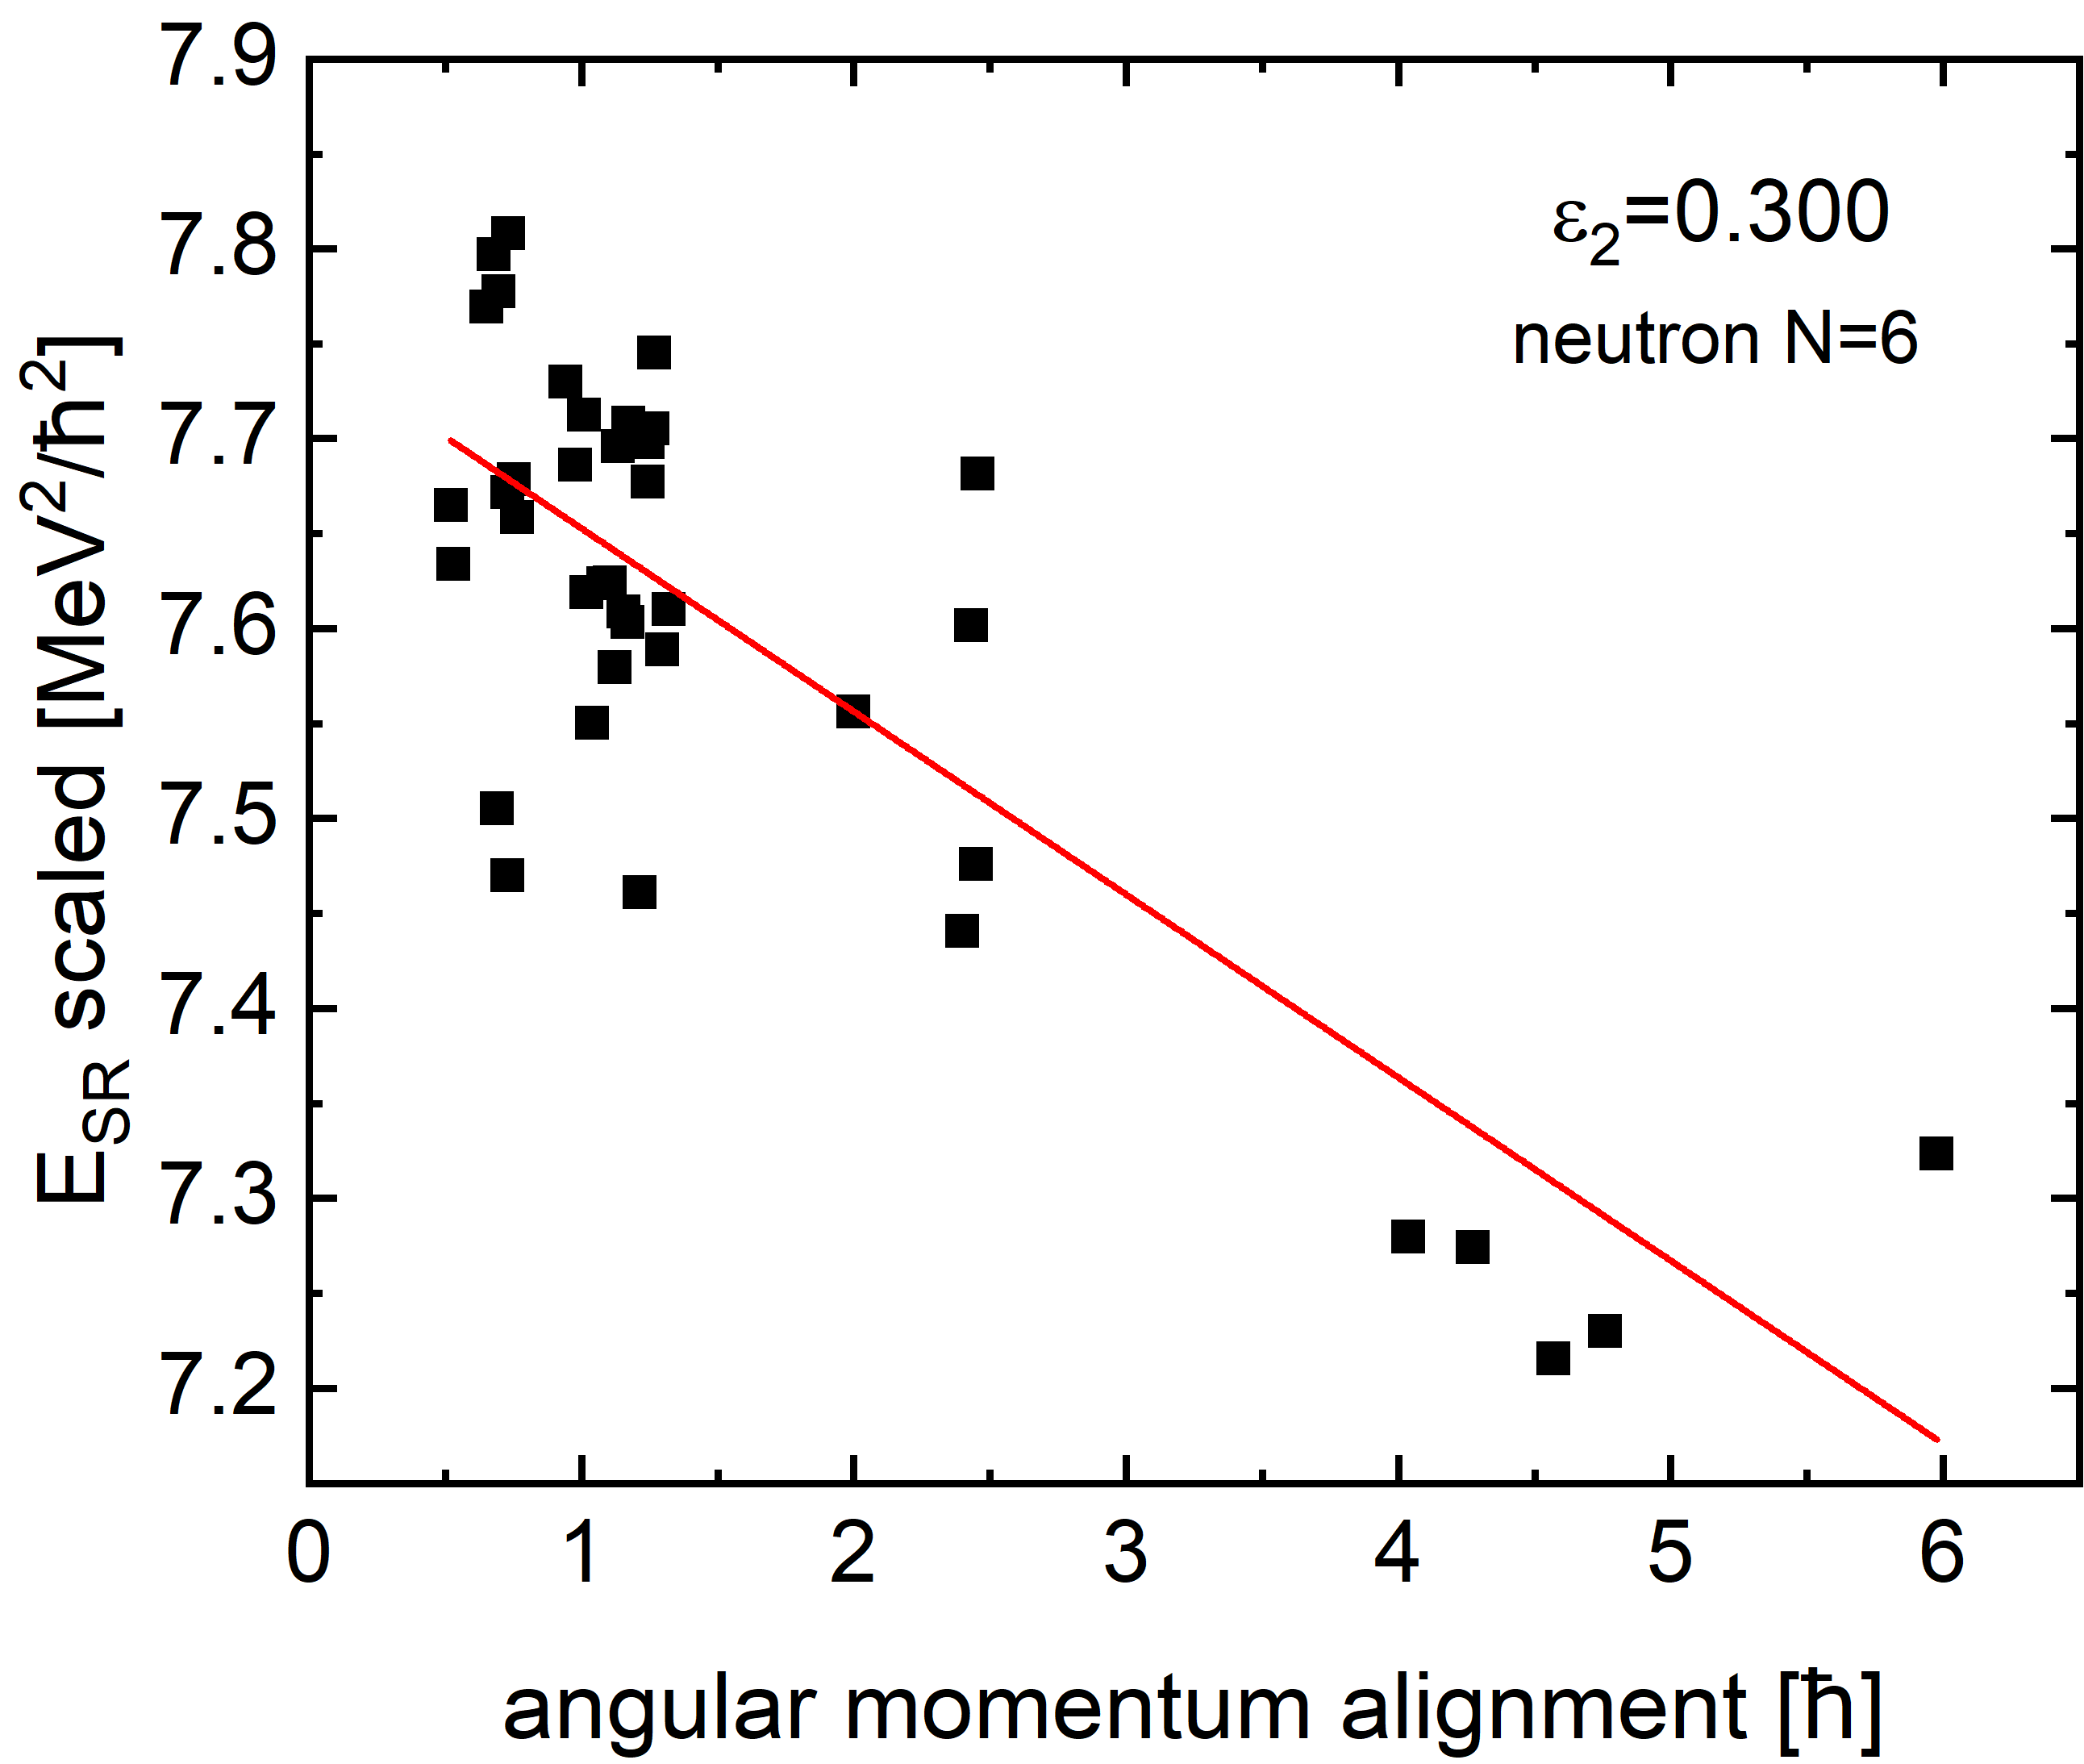 7.9
7.8
7.7
7.6
7.5
7.4
7.3
7.2
E_SR scaled [MeV²/ħ²]
ε₂=0.300
neutron N=6
0 1 2 3 4 5 6
angular momentum alignment [ħ]